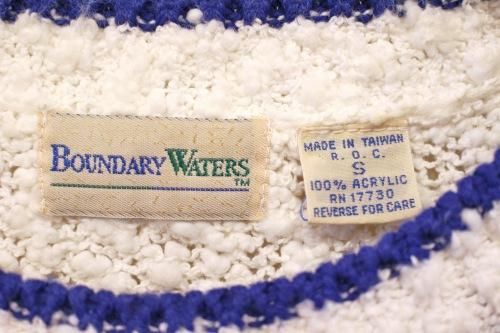 BOUNDARY WATERS
TM
MADE IN TAIWAN
R. O. C.
S
100% ACRYLIC
RN 17730
REVERSE FOR CARE